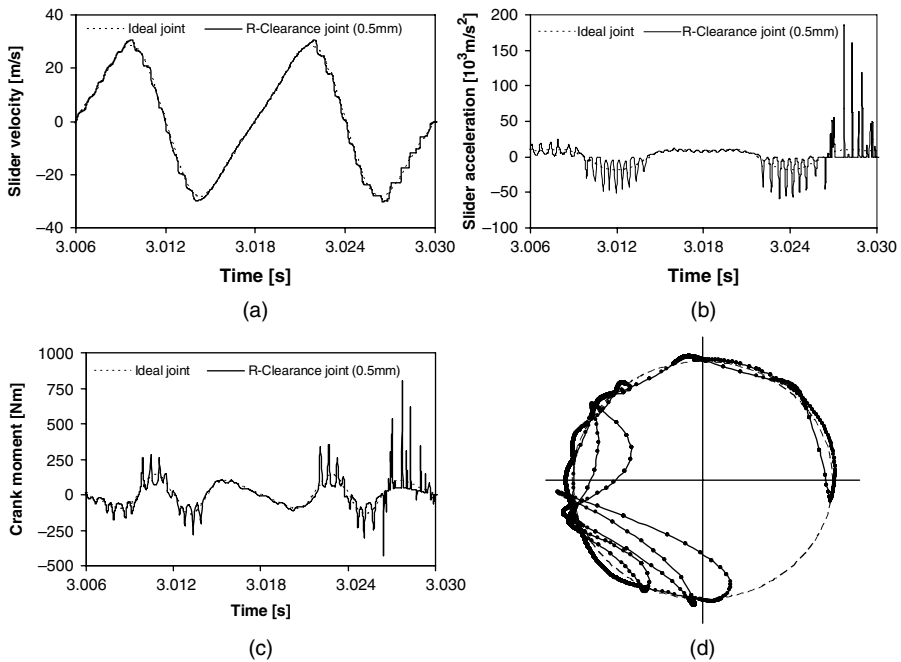 40
20
0
−20
−40
Slider velocity [m/s]
Ideal joint
R-Clearance joint (0.5mm)
3.006
3.012
3.018
3.024
3.030
Time [s]
(a)
200
150
100
50
0
−50
−100
Slider acceleration [10³m/s²]
Ideal joint
R-Clearance joint (0.5mm)
3.006
3.012
3.018
3.024
3.030
Time [s]
(b)
1000
750
500
250
0
−250
−500
Crank moment [Nm]
Ideal joint
R-Clearance joint (0.5mm)
3.006
3.012
3.018
3.024
3.030
Time [s]
(c)
(d)